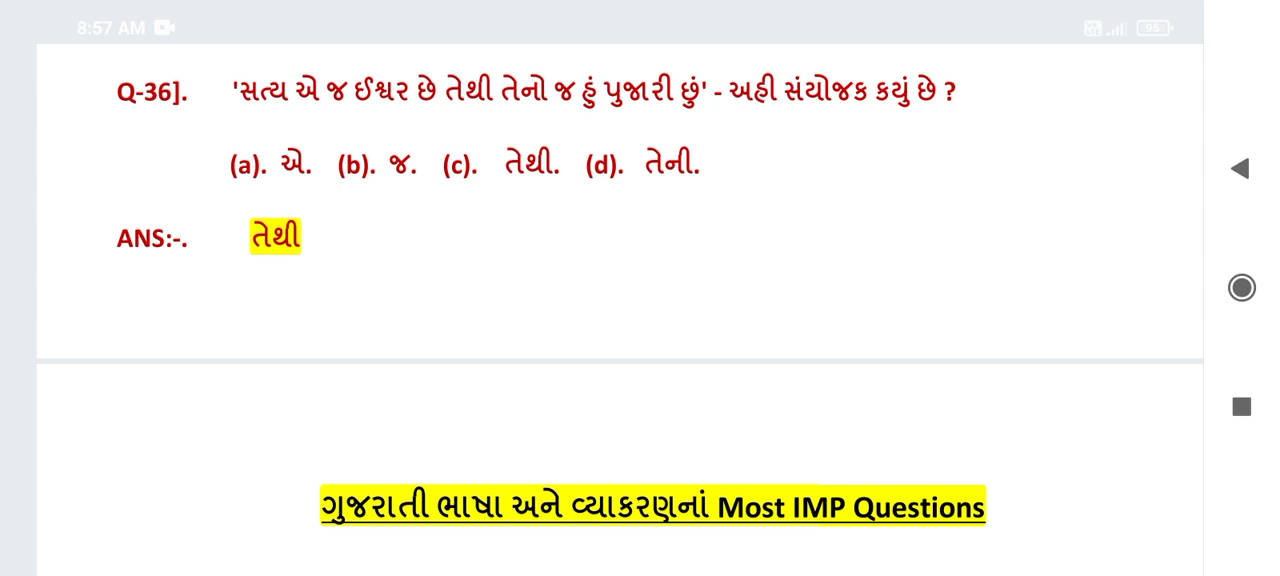 8:57 AM
95
Q-36]. 'સત્ય એ જ ઈશ્વર છે તેથી તેનો જ હું પુજારી છું' - અહી સંયોજક કયું છે ?
(a). એ. (b). જ. (c). તેથી. (d). તેની.
ANS:-. તેથી
ગુજરાતી ભાષા અને વ્યાકરણનાં Most IMP Questions